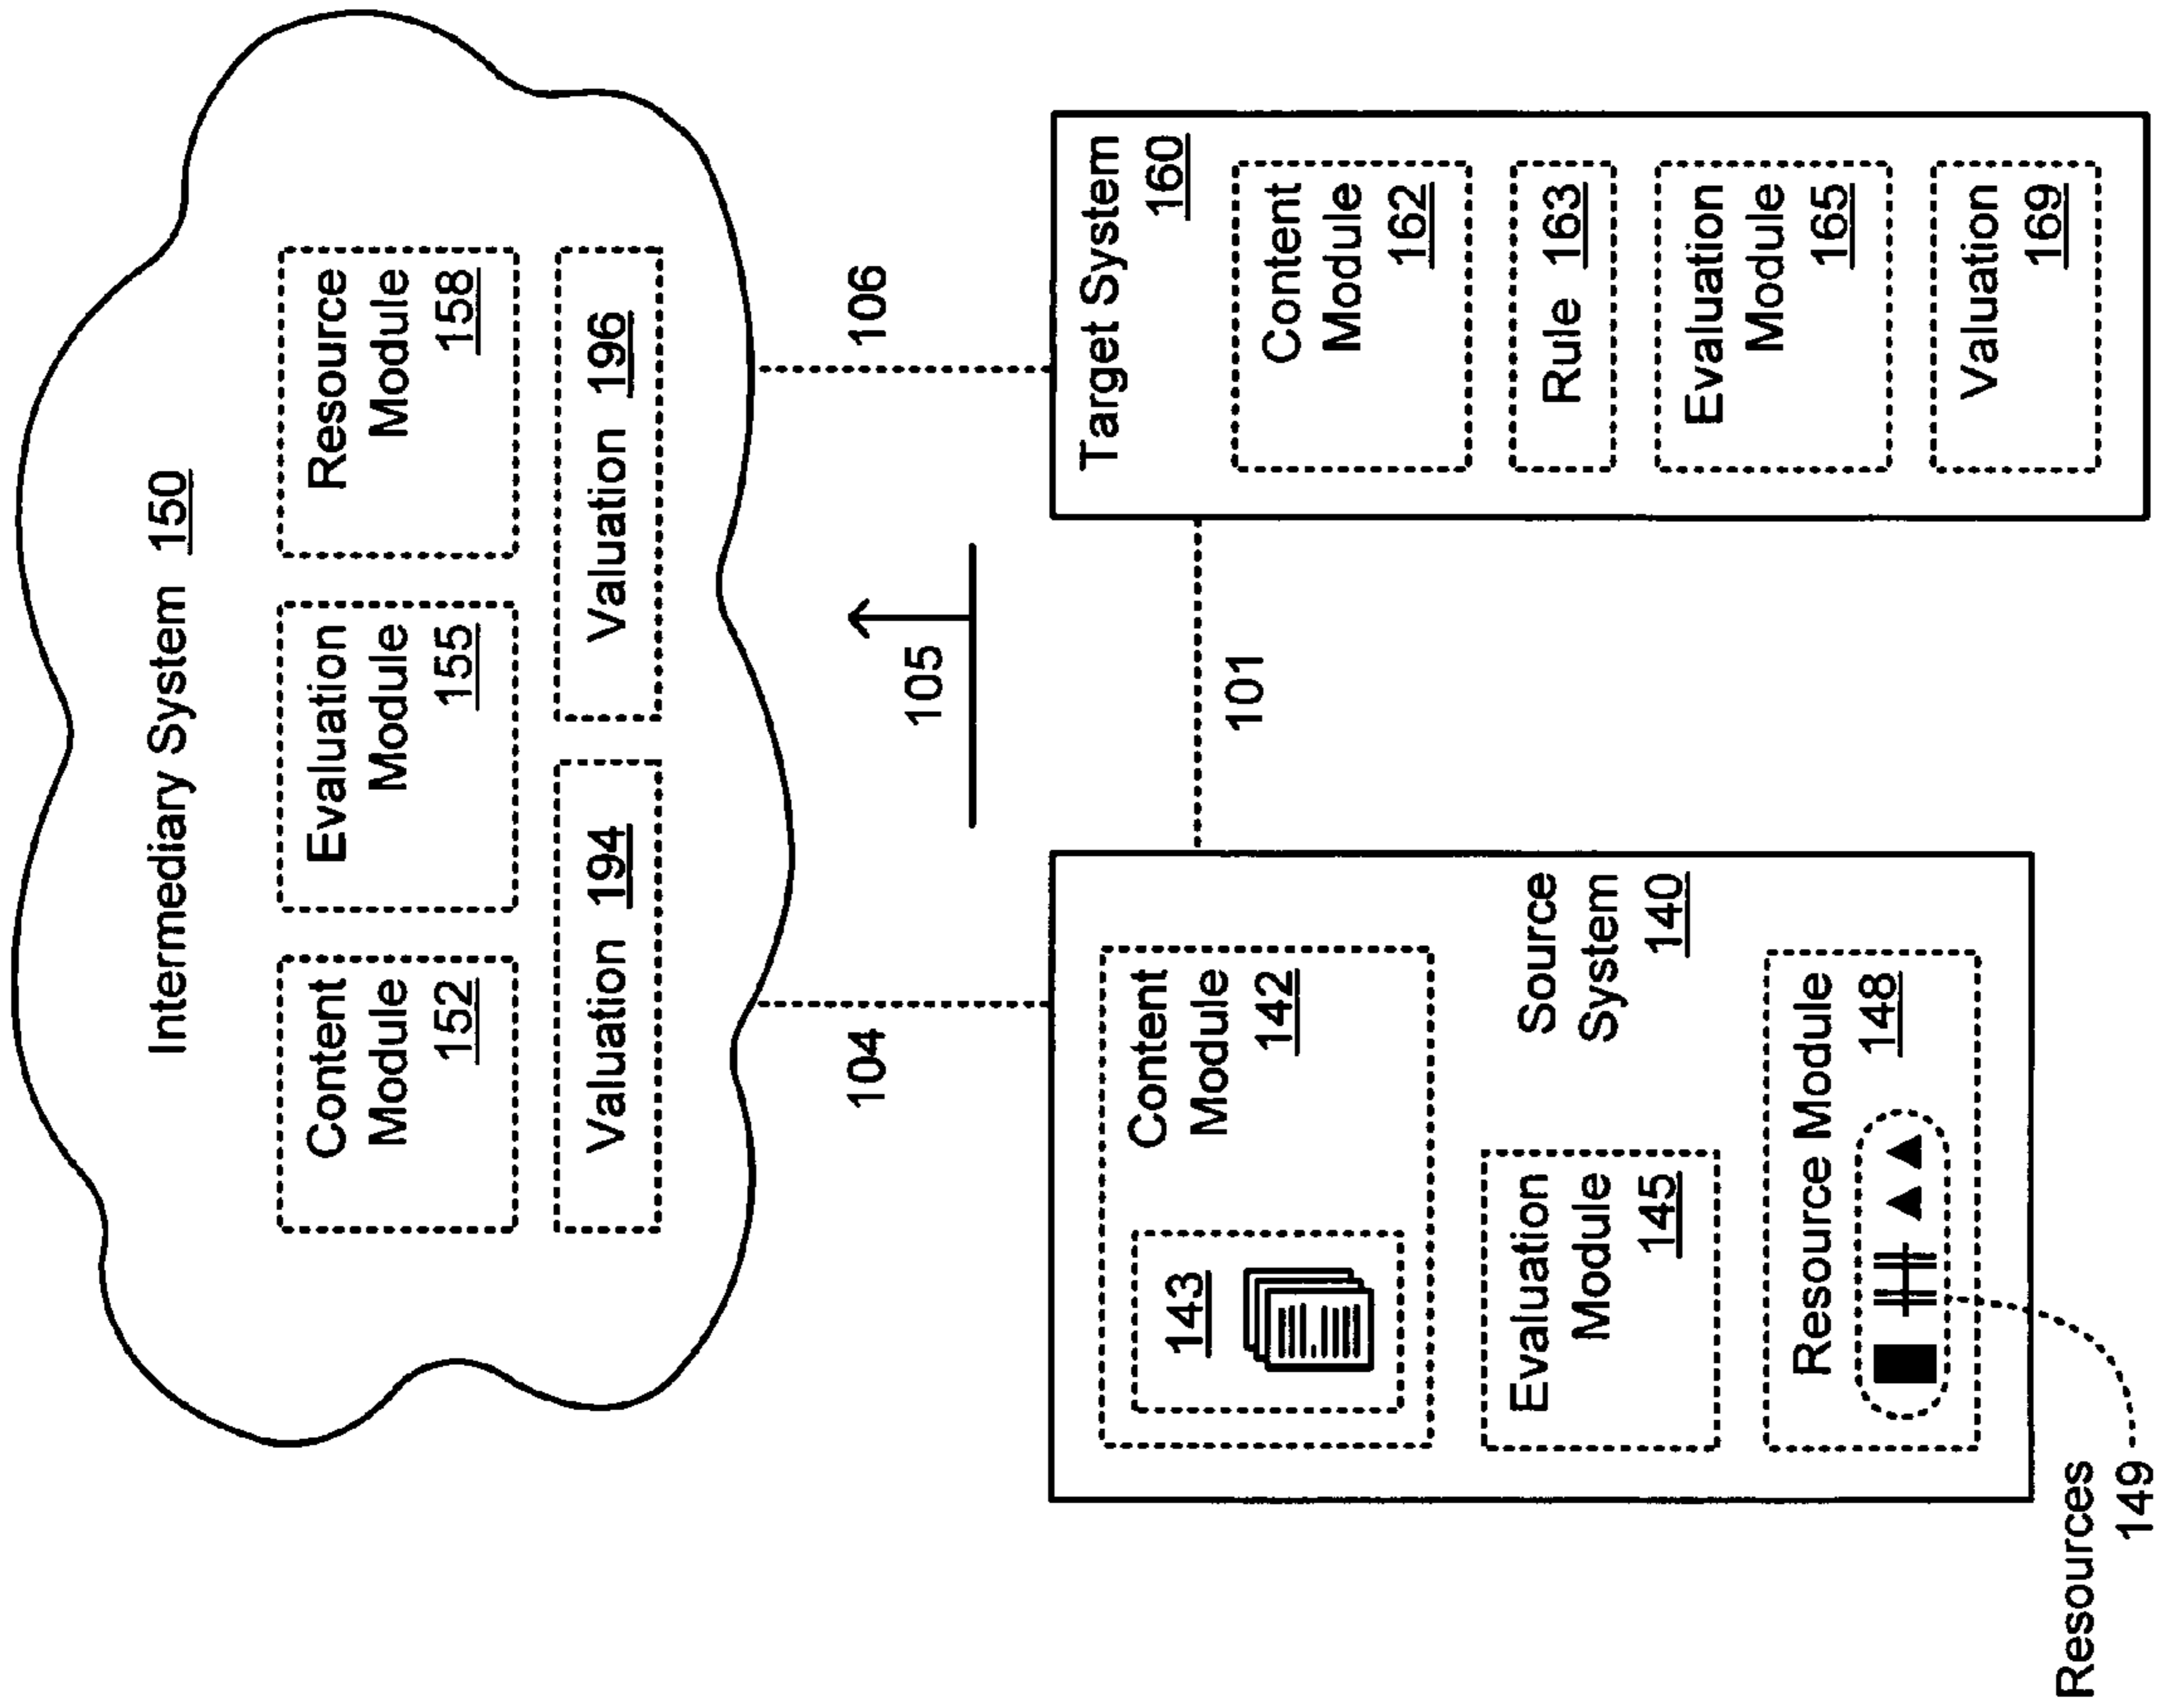 Intermediary System 150
Content
Module
152
Evaluation
Module
155
Resource
Module
158
Valuation 194
Valuation 196
104
105
106
101
Content
Module
142
143
Evaluation
Module
145
Source
System
140
Resource Module
148
Resources
149
Target System
160
Content
Module
162
Rule 163
Evaluation
Module
165
Valuation
169